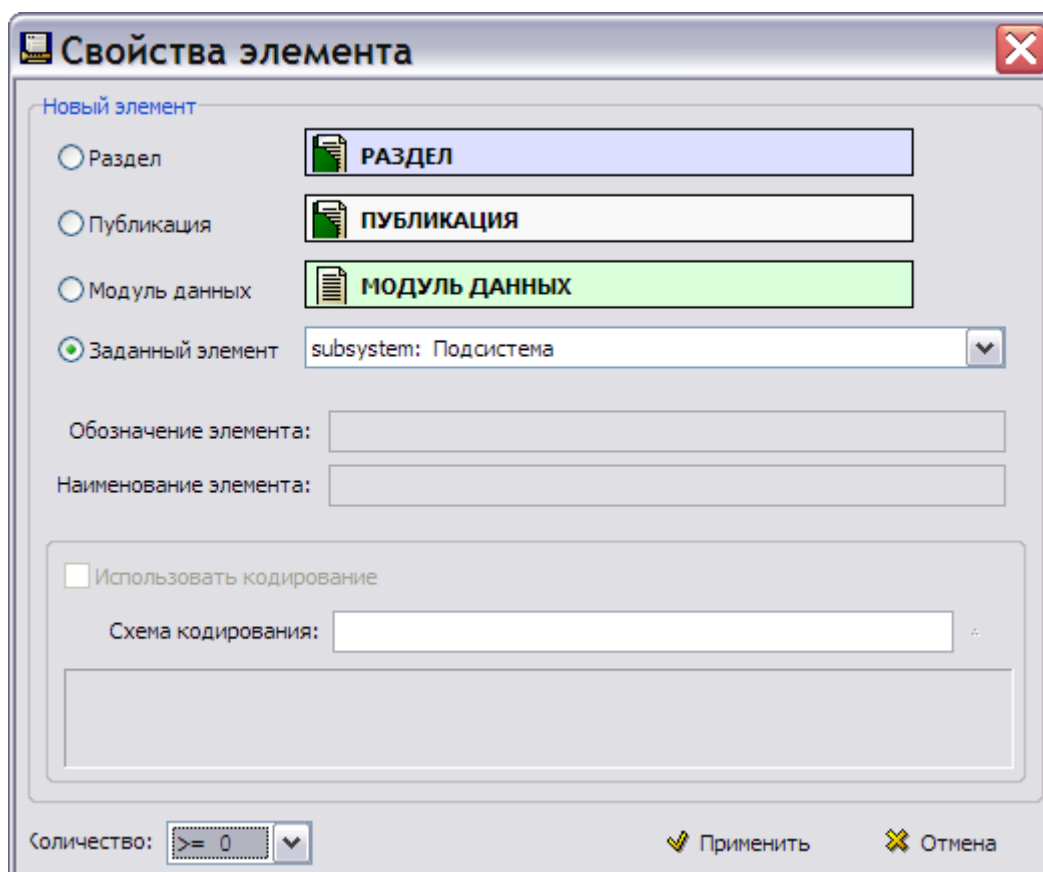 Свойства элемента
Новый элемент
Раздел РАЗДЕЛ
Публикация ПУБЛИКАЦИЯ
Модуль данных МОДУЛЬ ДАННЫХ
Заданный элемент subsystem: Подсистема
Обозначение элемента:
Наименование элемента:
Использовать кодирование
Схема кодирования:
Количество: >= 0 Применить Отмена